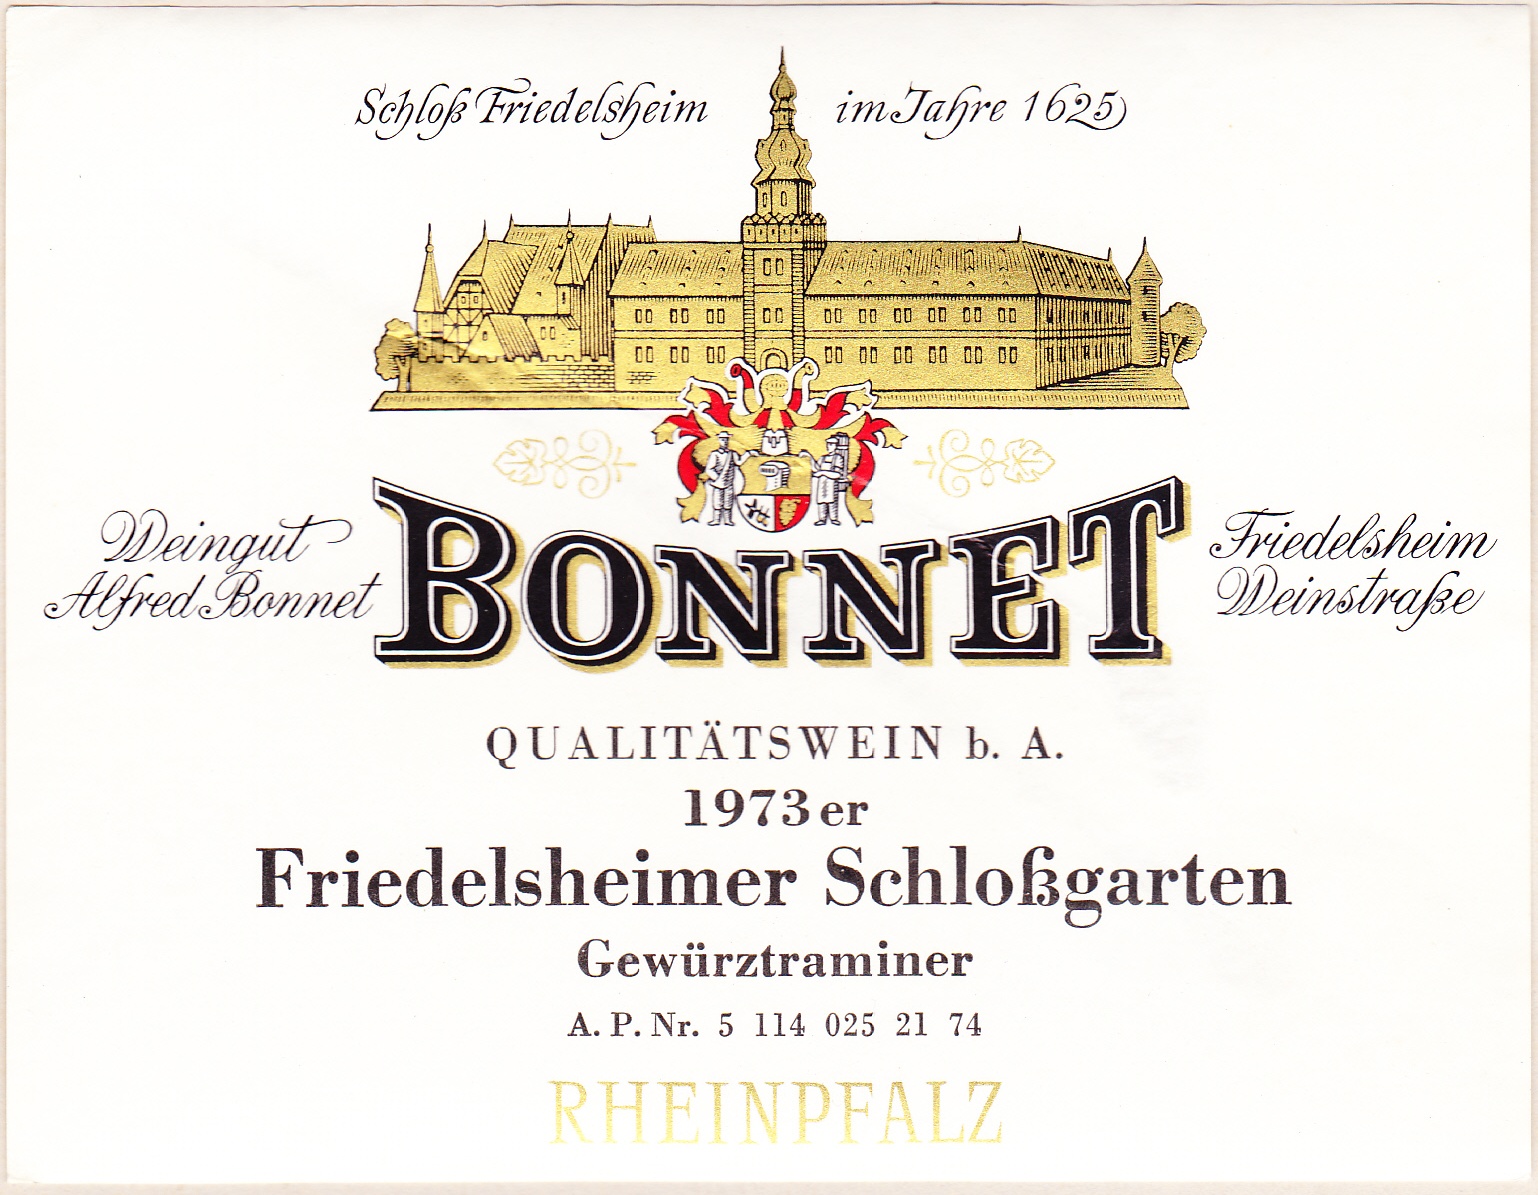 Schloß Friedelsheim im Jahre 1625
Weingut
Alfred Bonnet
BONNET
Friedelsheim
Weinstraße
QUALITÄTSWEIN b. A.
1973er
Friedelsheimer Schloßgarten
Gewürztraminer
A. P. Nr. 5 114 025 21 74
RHEINPFALZ